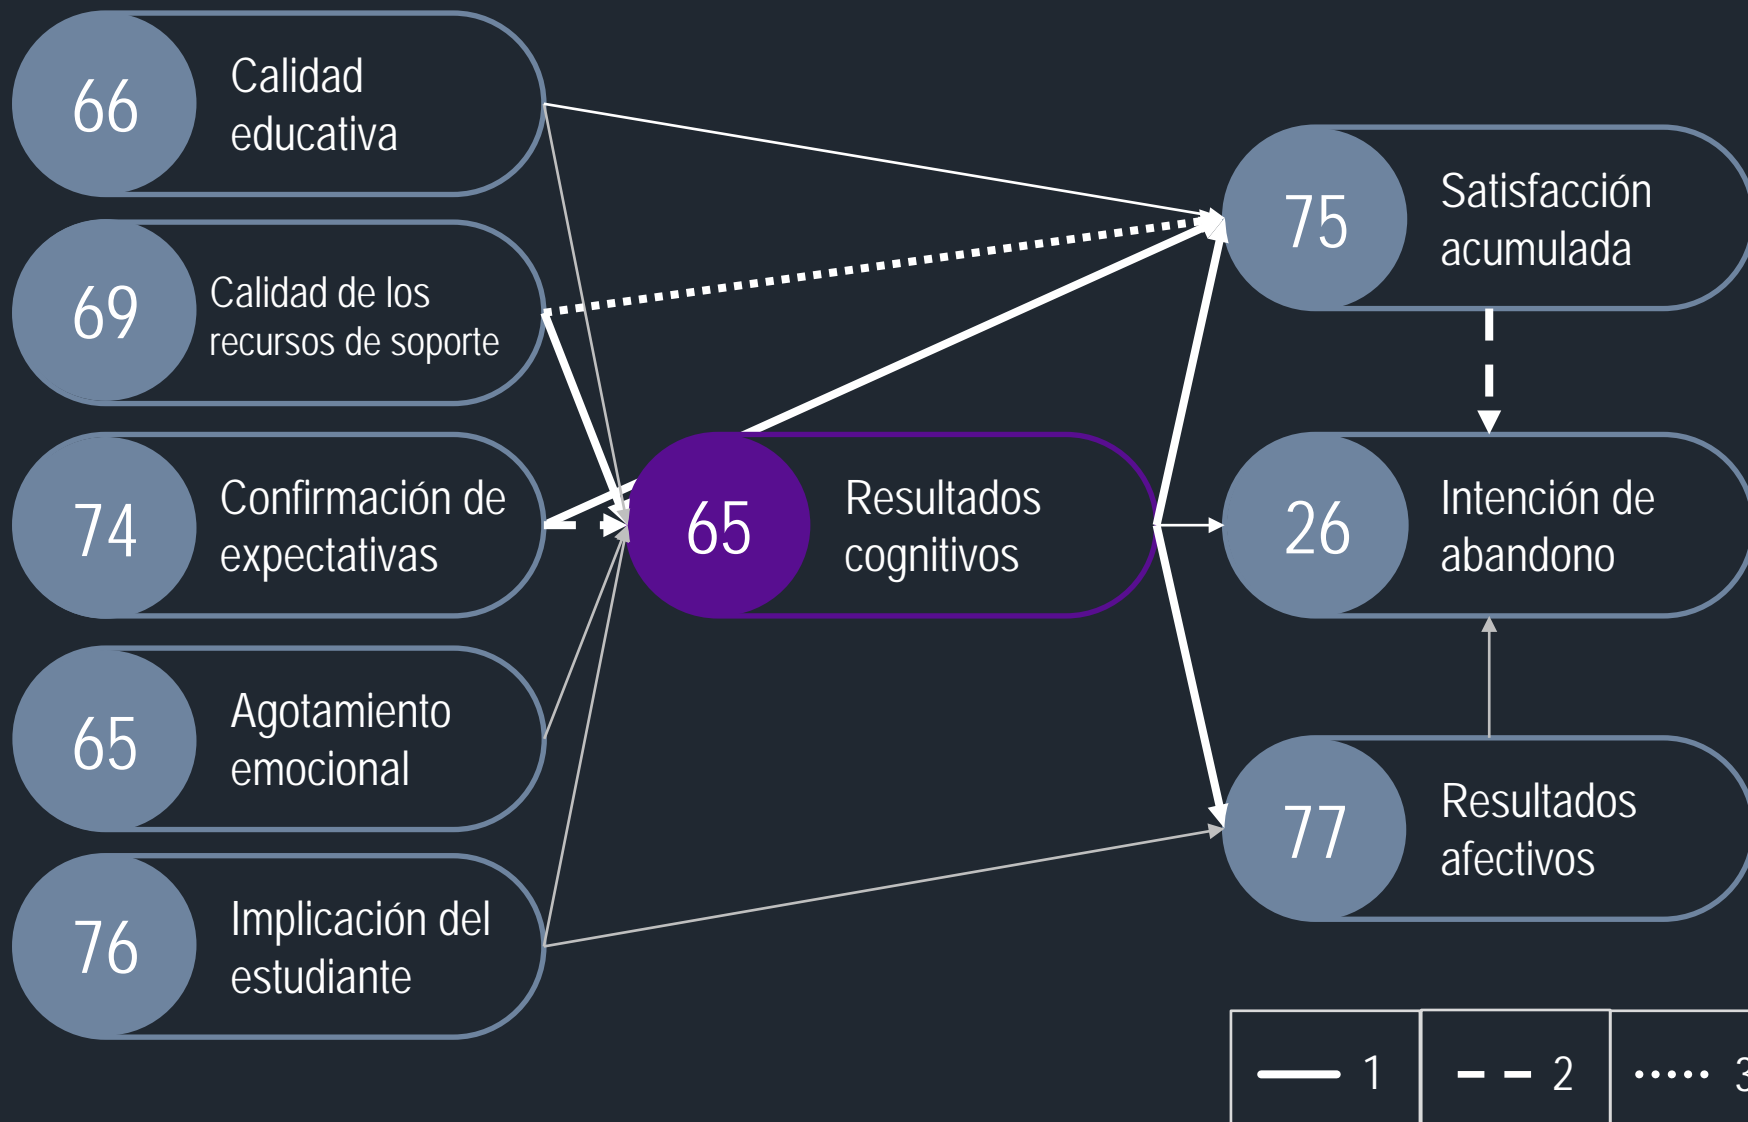 66
Calidad
educativa
69
Calidad de los
recursos de soporte
74
Confirmación de
expectativas
65
Agotamiento
emocional
76
Implicación del
estudiante
65
Resultados
cognitivos
75
Satisfacción
acumulada
26
Intención de
abandono
77
Resultados
afectivos
1
2
3